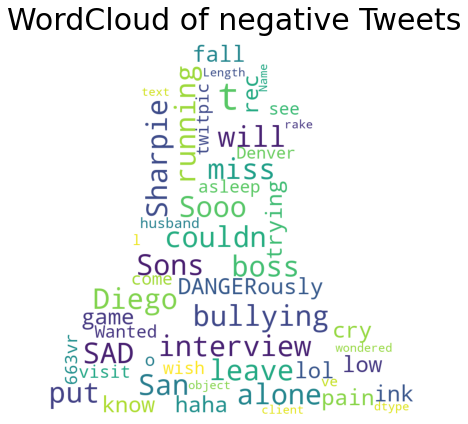 WordCloud of negative Tweets
fall
Length
Name
text
running
twitpic
t
rec
see
Sharpie
will
rake
Denver
miss
asleep
Sooo
trying
husband
couldn
l
Sons
boss
come
DANGERously
Diego
game
bullying
Wanted
cry
SAD
interview
wondered
663vr
visit
o
wish
leave
lol
low
put
San
object
ve
know
haha
alone
pain
ink
client
dtype